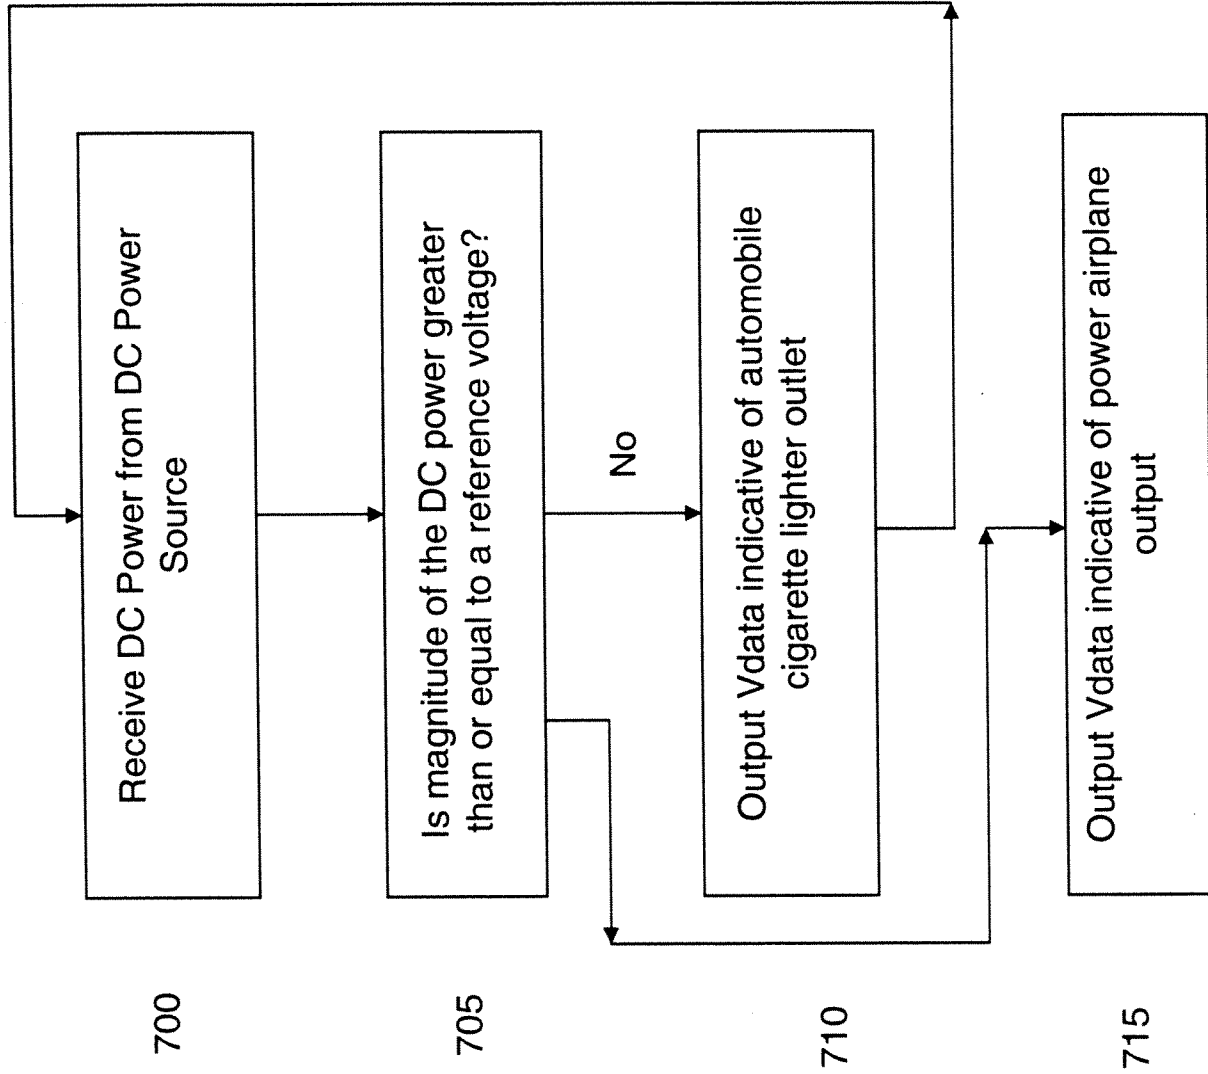 700
Receive DC Power from DC Power
Source
705
Is magnitude of the DC power greater
than or equal to a reference voltage?
No
710
Output Vdata indicative of automobile
cigarette lighter outlet
715
Output Vdata indicative of power airplane
output